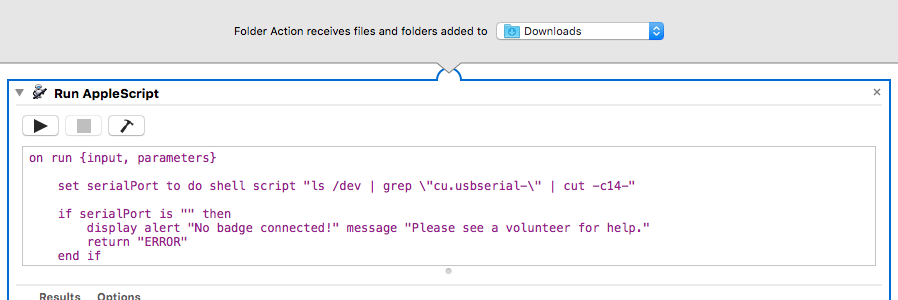 Folder Action receives files and folders added to Downloads
Run AppleScript
on run {input, parameters}
set serialPort to do shell script "ls /dev | grep \"cu.usbserial-\" | cut -c14-"
if serialPort is "" then
display alert "No badge connected!" message "Please see a volunteer for help."
return "ERROR"
end if
Results Options